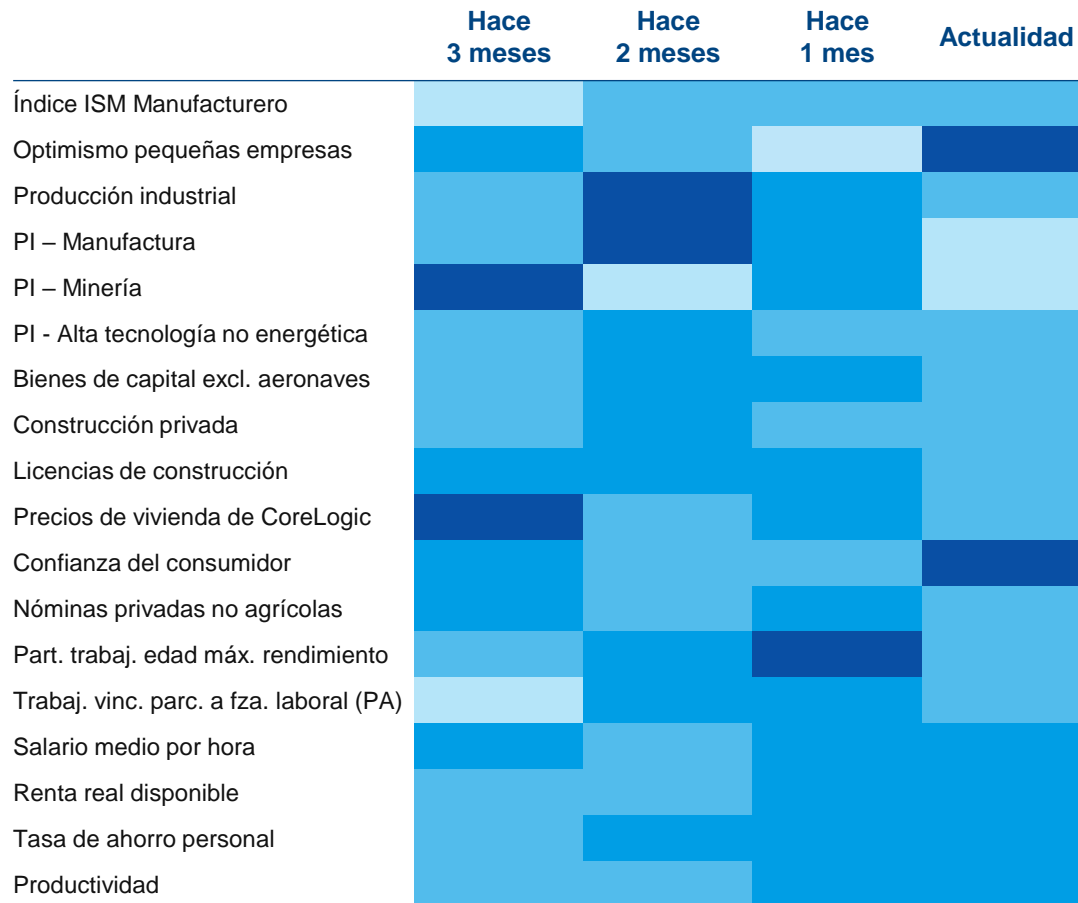 Hace
3 meses
Hace
2 meses
Hace
1 mes
Actualidad
Índice ISM Manufacturero
Optimismo pequeñas empresas
Producción industrial
PI – Manufactura
PI – Minería
PI - Alta tecnología no energética
Bienes de capital excl. aeronaves
Construcción privada
Licencias de construcción
Precios de vivienda de CoreLogic
Confianza del consumidor
Nóminas privadas no agrícolas
Part. trabaj. edad máx. rendimiento
Trabaj. vinc. parc. a fza. laboral (PA)
Salario medio por hora
Renta real disponible
Tasa de ahorro personal
Productividad